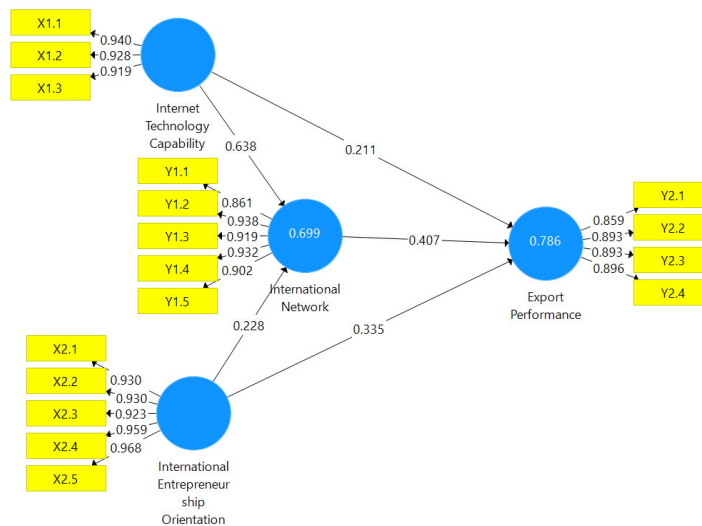 X1.1
X1.2
X1.3
0.940
0.928
0.919
Internet
Technology
Capability
0.638
0.211
Y1.1
Y1.2
Y1.3
Y1.4
Y1.5
0.861
0.938
0.919
0.932
0.902
0.699
International
Network
0.407
0.786
Export
Performance
0.859
0.893
0.893
0.896
Y2.1
Y2.2
Y2.3
Y2.4
0.228
0.335
X2.1
X2.2
X2.3
X2.4
X2.5
0.930
0.930
0.923
0.959
0.968
International
Entrepreneur
ship
Orientation